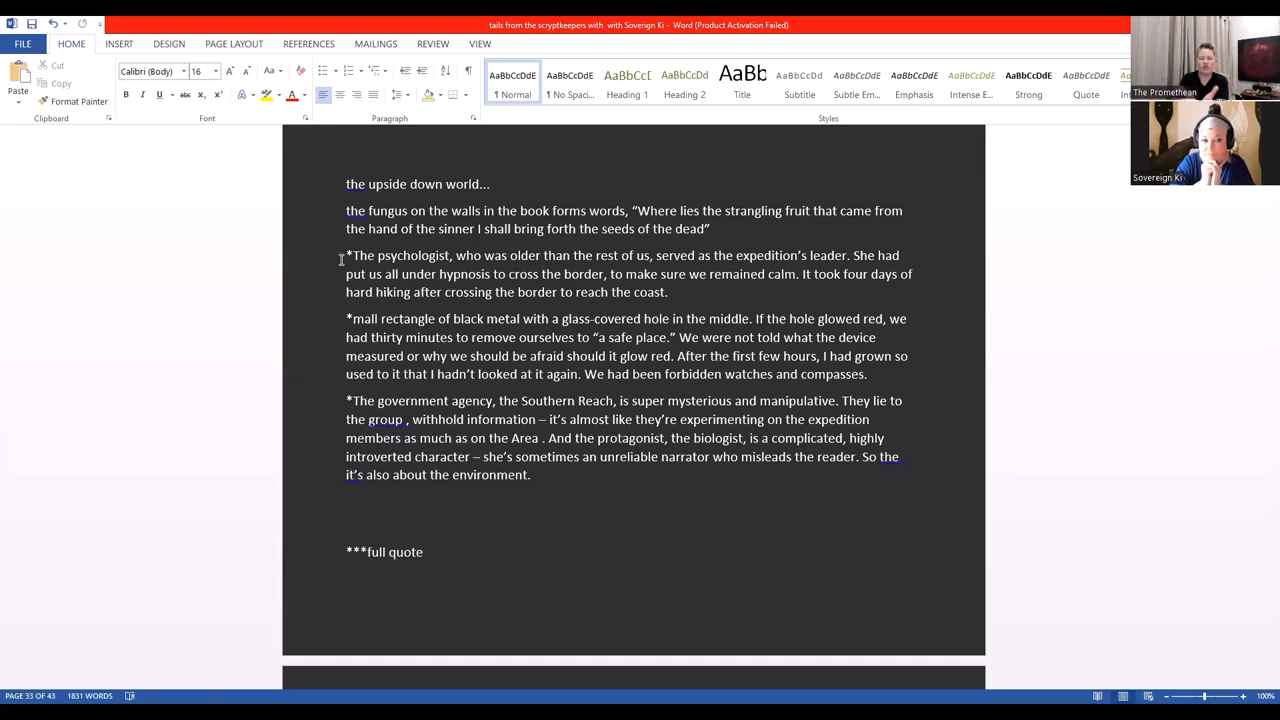 tails from the scryptkeepers with  with Soverign Ki -  Word (Product Activation Failed)
FILE HOME INSERT DESIGN PAGE LAYOUT REFERENCES MAILINGS REVIEW VIEW
Paste
Cut
Copy
Format Painter
Clipboard
Calibri (Body) 16
Font
Paragraph
AaBbCcDdE AaBbCcDdE AaBbC( AaBbCcDd AaBb AaBbCcDdE AaBbCcDdE AaBbCcDdE AaBbCcDdE AaBbCcDdE AaBbCcDdE
¶ Normal ¶ No Spaci... Heading 1 Heading 2 Title Subtitle Subtle Em... Emphasis Intense E... Strong Quote
Styles
The Promethean
Sovereign Ki
the upside down world...
the fungus on the walls in the book forms words, “Where lies the strangling fruit that came from
the hand of the sinner I shall bring forth the seeds of the dead”
*The psychologist, who was older than the rest of us, served as the expedition’s leader. She had
put us all under hypnosis to cross the border, to make sure we remained calm. It took four days of
hard hiking after crossing the border to reach the coast.
*mall rectangle of black metal with a glass-covered hole in the middle. If the hole glowed red, we
had thirty minutes to remove ourselves to “a safe place.” We were not told what the device
measured or why we should be afraid should it glow red. After the first few hours, I had grown so
used to it that I hadn’t looked at it again. We had been forbidden watches and compasses.
*The government agency, the Southern Reach, is super mysterious and manipulative. They lie to
the group , withhold information – it’s almost like they’re experimenting on the expedition
members as much as on the Area . And the protagonist, the biologist, is a complicated, highly
introverted character – she’s sometimes an unreliable narrator who misleads the reader. So the
it’s also about the environment.
***full quote
PAGE 33 OF 43 1831 WORDS 100%